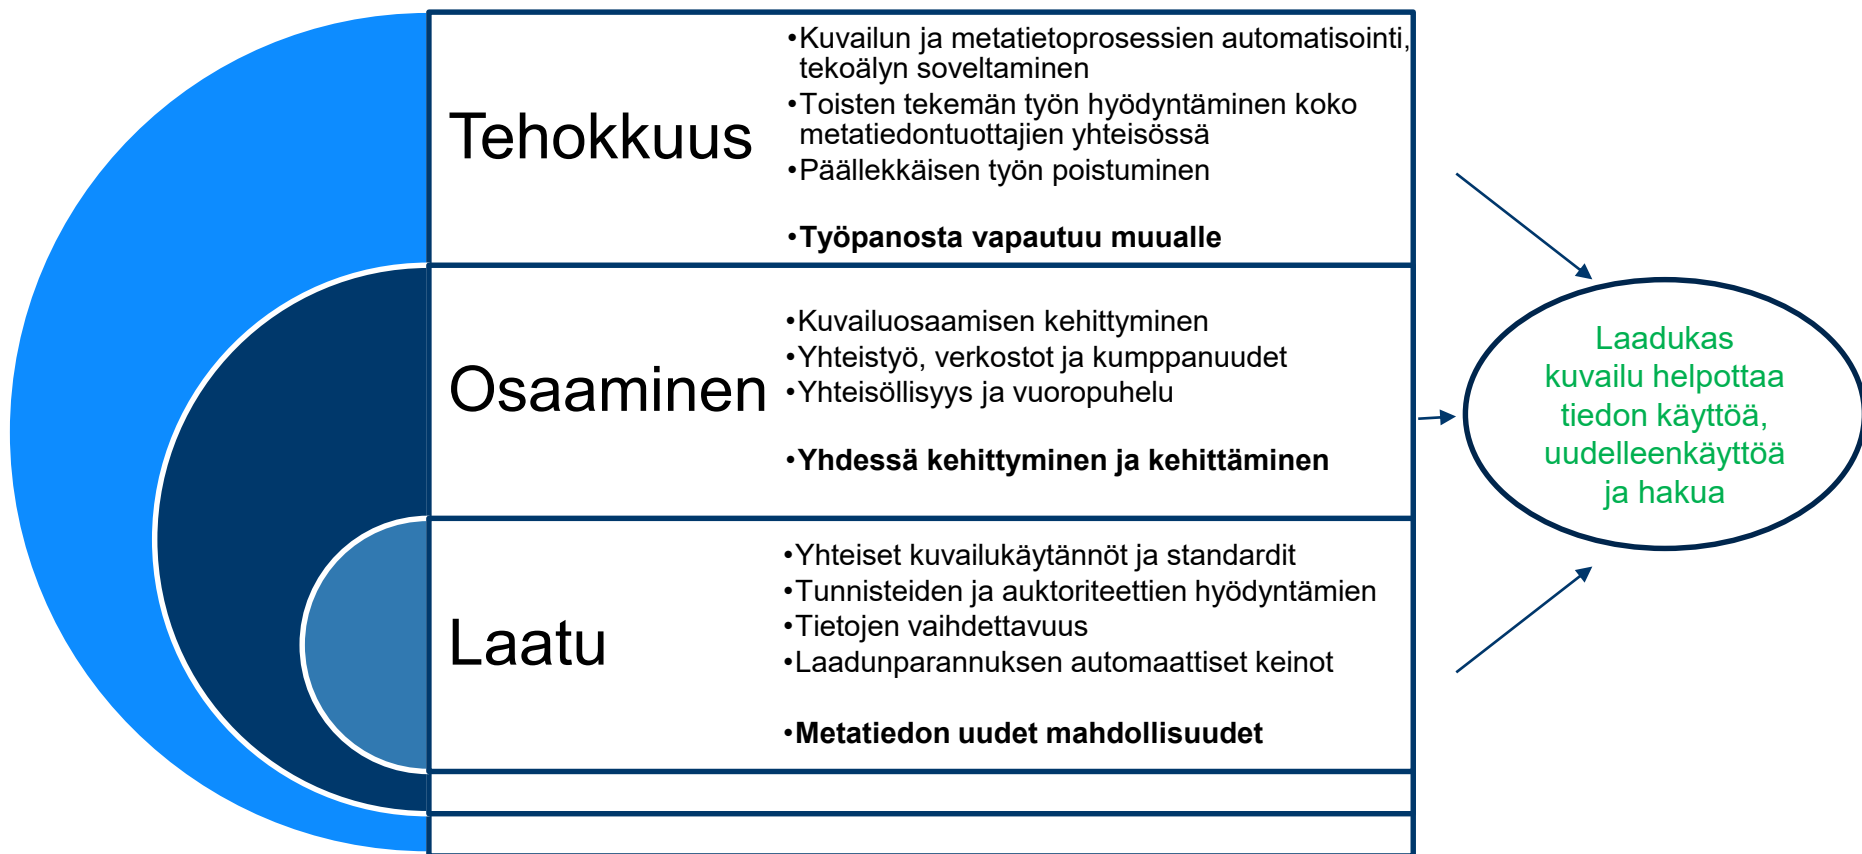 Tehokkuus
•Kuvailun ja metatietoprosessien automatisointi,
tekoälyn soveltaminen
•Toisten tekemän työn hyödyntäminen koko
metatiedontuottajien yhteisössä
•Päällekkäisen työn poistuminen
•Työpanosta vapautuu muualle
Osaaminen
•Kuvailuosaamisen kehittyminen
•Yhteistyö, verkostot ja kumppanuudet
•Yhteisöllisyys ja vuoropuhelu
•Yhdessä kehittyminen ja kehittäminen
Laatu
•Yhteiset kuvailukäytännöt ja standardit
•Tunnisteiden ja auktoriteettien hyödyntämien
•Tietojen vaihdettavuus
•Laadunparannuksen automaattiset keinot
•Metatiedon uudet mahdollisuudet
Laadukas
kuvailu helpottaa
tiedon käyttöä,
uudelleenkäyttöä
ja hakua